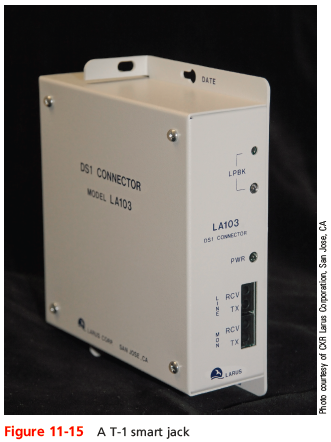 DATE
DS1 CONNECTOR
MODEL LA103
LPBK
LA103
DS1 CONNECTOR
PWR
LINE
RCV
TX
MON
RCV
TX
LARUS
LARUS CORP. SAN JOSE, CA
Photo courtesy of CXR Larus Corporation, San Jose, CA
Figure 11-15 A T-1 smart jack